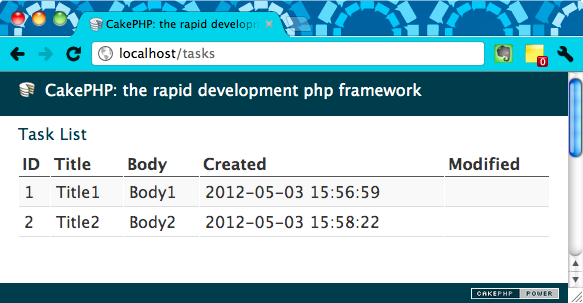 CakePHP: the rapid developm
localhost/tasks
0
CakePHP: the rapid development php framework
Task List
ID Title Body Created Modified
1 Title1 Body1 2012-05-03 15:56:59
2 Title2 Body2 2012-05-03 15:58:22
CAKEPHP POWER